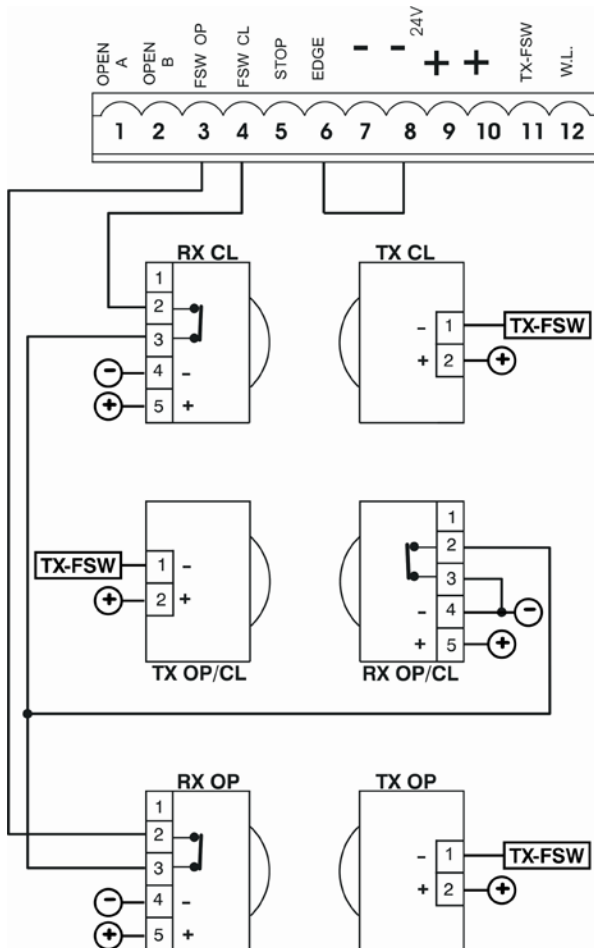 OPEN A
OPEN B
FSW OP
FSW CL
STOP
EDGE
-
- 24V
+
+
TX-FSW
W.L.
1 2 3 4 5 6 7 8 9 10 11 12
RX CL
1
2
3
- 4 -
+ 5 +
TX CL
- 1 TX-FSW
+ 2 +
TX-FSW 1 -
+ 2 +
TX OP/CL
1
2
3
- 4 -
+ 5 +
RX OP/CL
RX OP
1
2
3
- 4 -
+ 5 +
TX OP
- 1 TX-FSW
+ 2 +